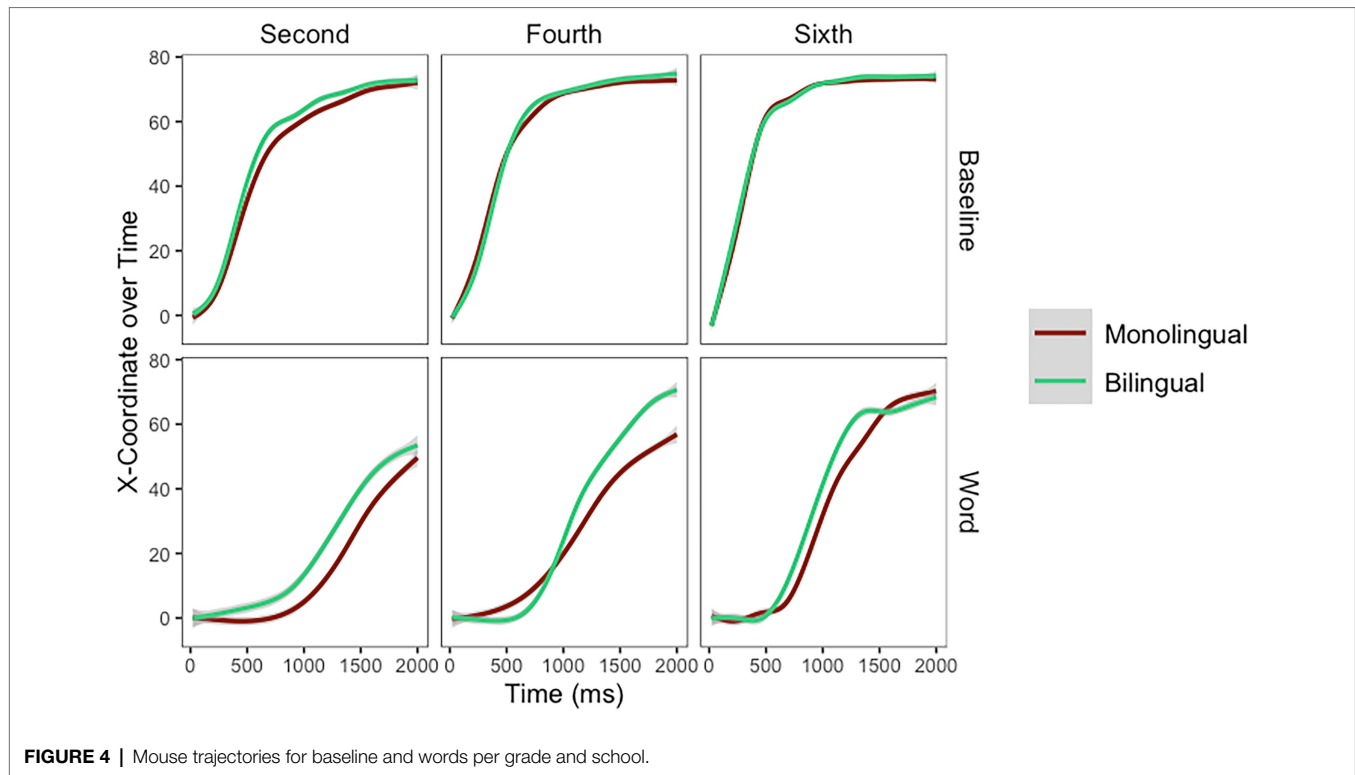 Second Fourth Sixth
X-Coordinate over Time
80
60
40
20
0
Baseline
80
60
40
20
0
Word
0 500 1000 1500 2000 0 500 1000 1500 2000 0 500 1000 1500 2000
Time (ms)
Monolingual
Bilingual
FIGURE 4 | Mouse trajectories for baseline and words per grade and school.